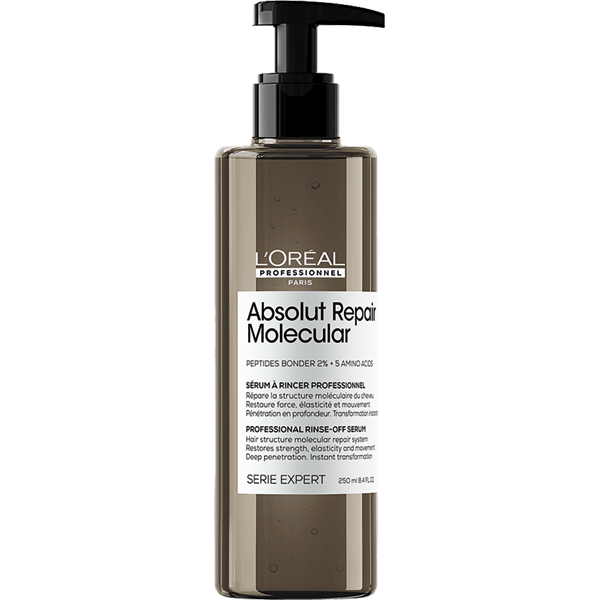 L'ORÉAL
PROFESSIONNEL
PARIS
Absolut Repair
Molecular
PEPTIDES BONDER 2% + 5 AMINO ACIDS
SÉRUM À RINCER PROFESSIONNEL
Répare la structure moléculaire du cheveu
Restaure force, élasticité et mouvement
Pénétration en profondeur. Transformation
PROFESSIONAL RINSE-OFF SERUM
Hair structure molecular repair system
Restores strength, elasticity and movement
Deep penetration. Instant transformation
SERIE EXPERT
250 ml 8.4 FL.OZ